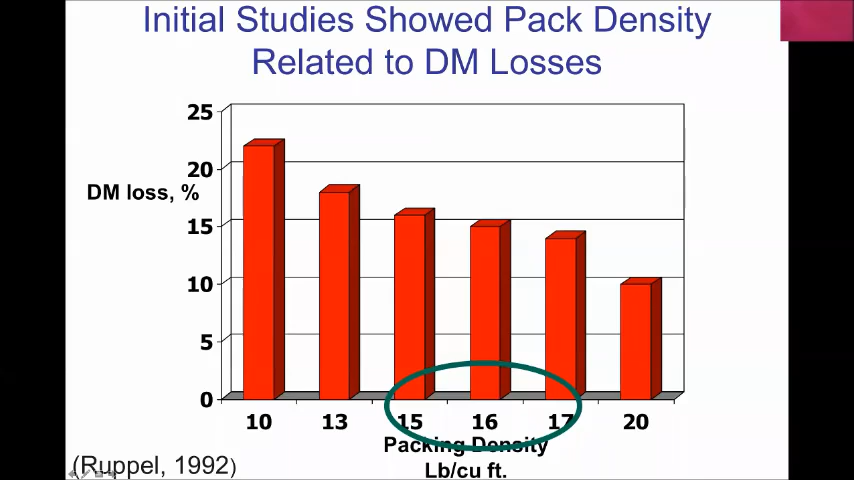 Initial Studies Showed Pack Density
Related to DM Losses
25
20
DM loss, %
15
10
5
0
10 13 15 16 17 20
Packing Density
Lb/cu ft.
(Ruppel, 1992)